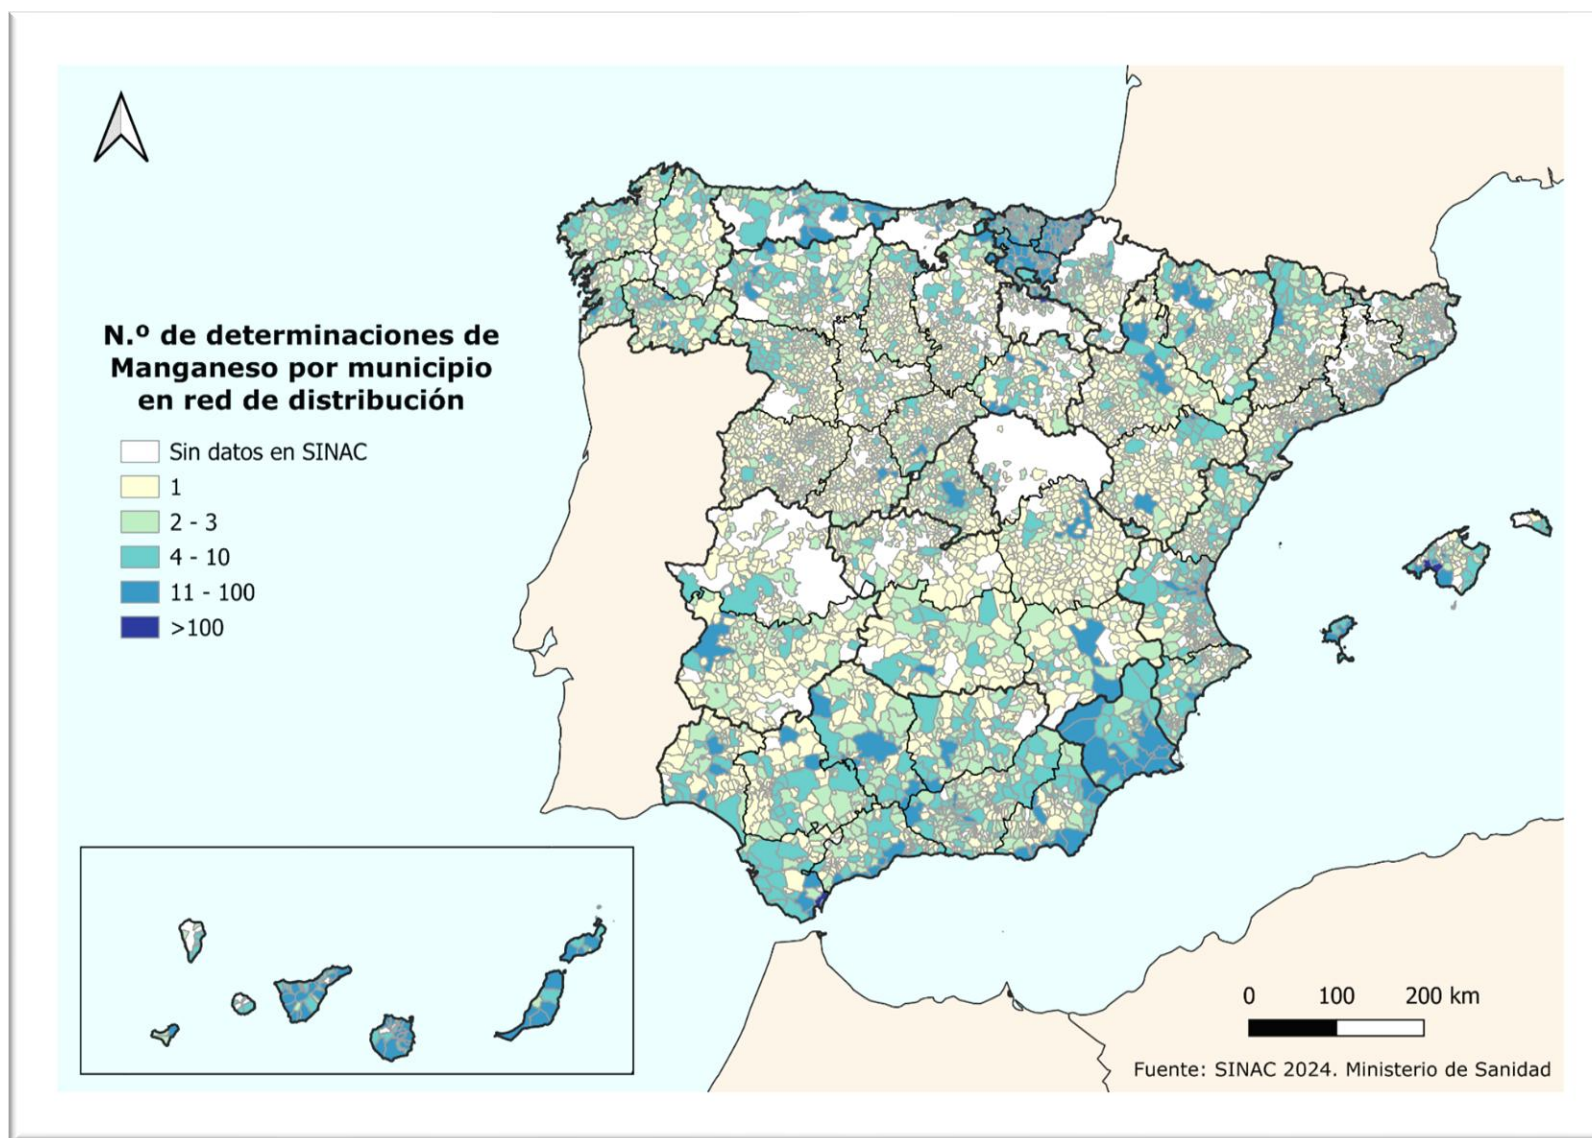 N.º de determinaciones de
Manganeso por municipio
en red de distribución
Sin datos en SINAC
1
2 - 3
4 - 10
11 - 100
>100
0 100 200 km
Fuente: SINAC 2024. Ministerio de Sanidad